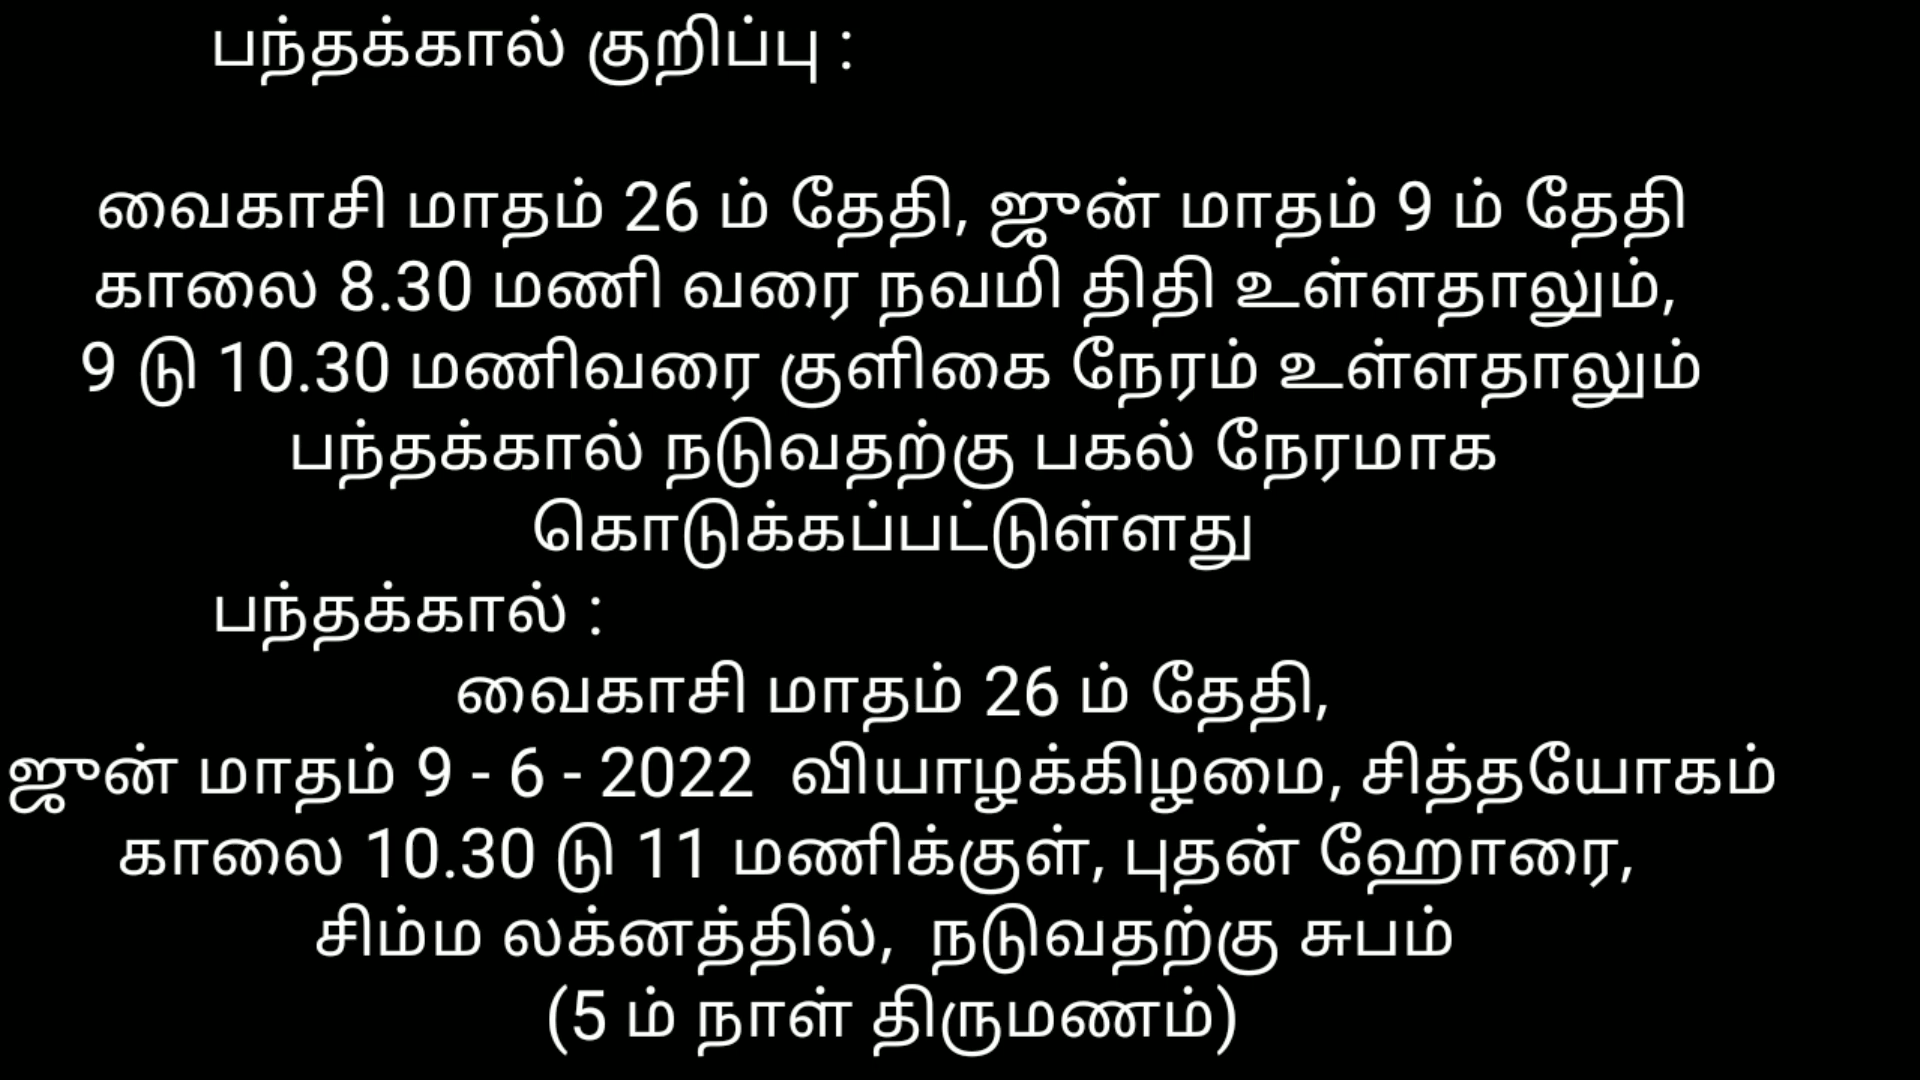 பந்தக்கால் குறிப்பு :
வைகாசி மாதம் 26 ம் தேதி, ஜுன் மாதம் 9 ம் தேதி
காலை 8.30 மணி வரை நவமி திதி உள்ளதாலும்,
9 டு 10.30 மணிவரை குளிகை நேரம் உள்ளதாலும்
பந்தக்கால் நடுவதற்கு பகல் நேரமாக
கொடுக்கப்பட்டுள்ளது
பந்தக்கால் :
வைகாசி மாதம் 26 ம் தேதி,
ஜுன் மாதம் 9 - 6 - 2022 வியாழக்கிழமை, சித்தயோகம்
காலை 10.30 டு 11 மணிக்குள், புதன் ஹோரை,
சிம்ம லக்னத்தில், நடுவதற்கு சுபம்
(5 ம் நாள் திருமணம்)